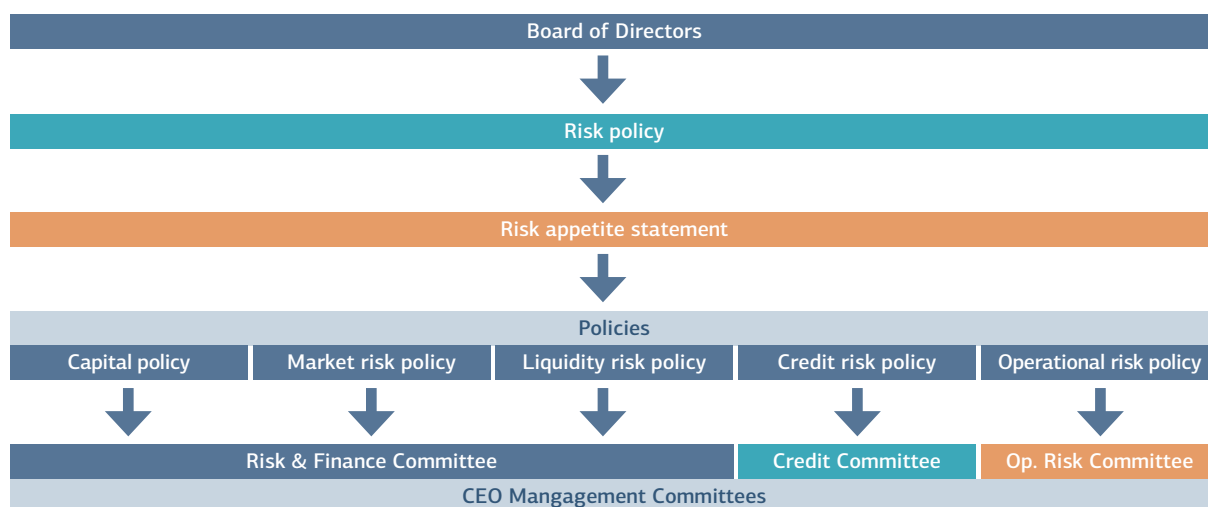 Board of Directors
Risk policy
Risk appetite statement
Policies
Capital policy Market risk policy Liquidity risk policy Credit risk policy Operational risk policy
Risk & Finance Committee Credit Committee Op. Risk Committee
CEO Mangagement Committees